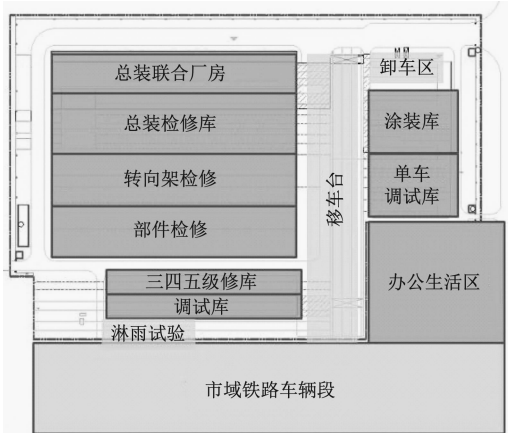 总装联合厂房
卸车区
总装检修库
涂装库
转向架检修
单车
调试库
移车台
部件检修
三四五级修库
办公生活区
调试库
淋雨试验
市域铁路车辆段